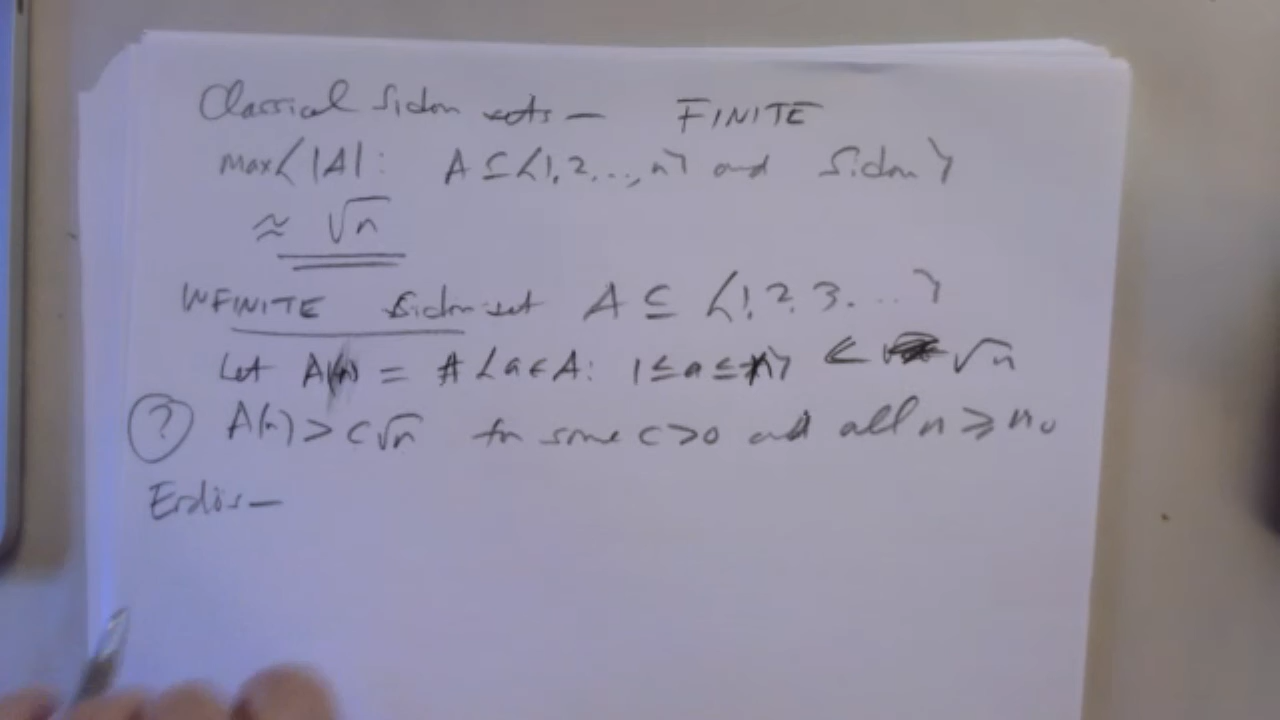 Classical Sidon sets — FINITE
max{|A|: A ⊆ {1,2,...,n} and Sidon}
≈ √n
INFINITE Sidon set A ⊆ {1,2,3,...}
Let A(n) = #{a∈A: 1≤a≤n} < √n
? A(n) > c√n for some c>0 and all n ≥ n₀
Erdös —